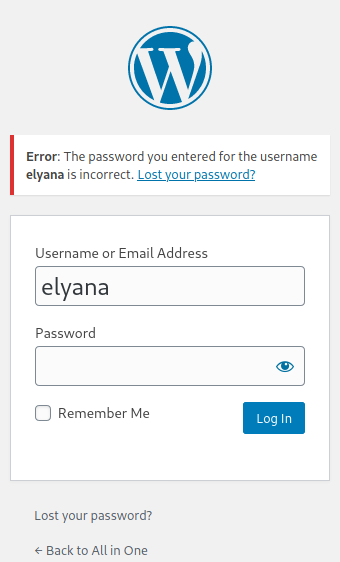 Error: The password you entered for the username
elyana is incorrect. Lost your password?
Username or Email Address
elyana
Password
Remember Me
Log In
Lost your password?
← Back to All in One